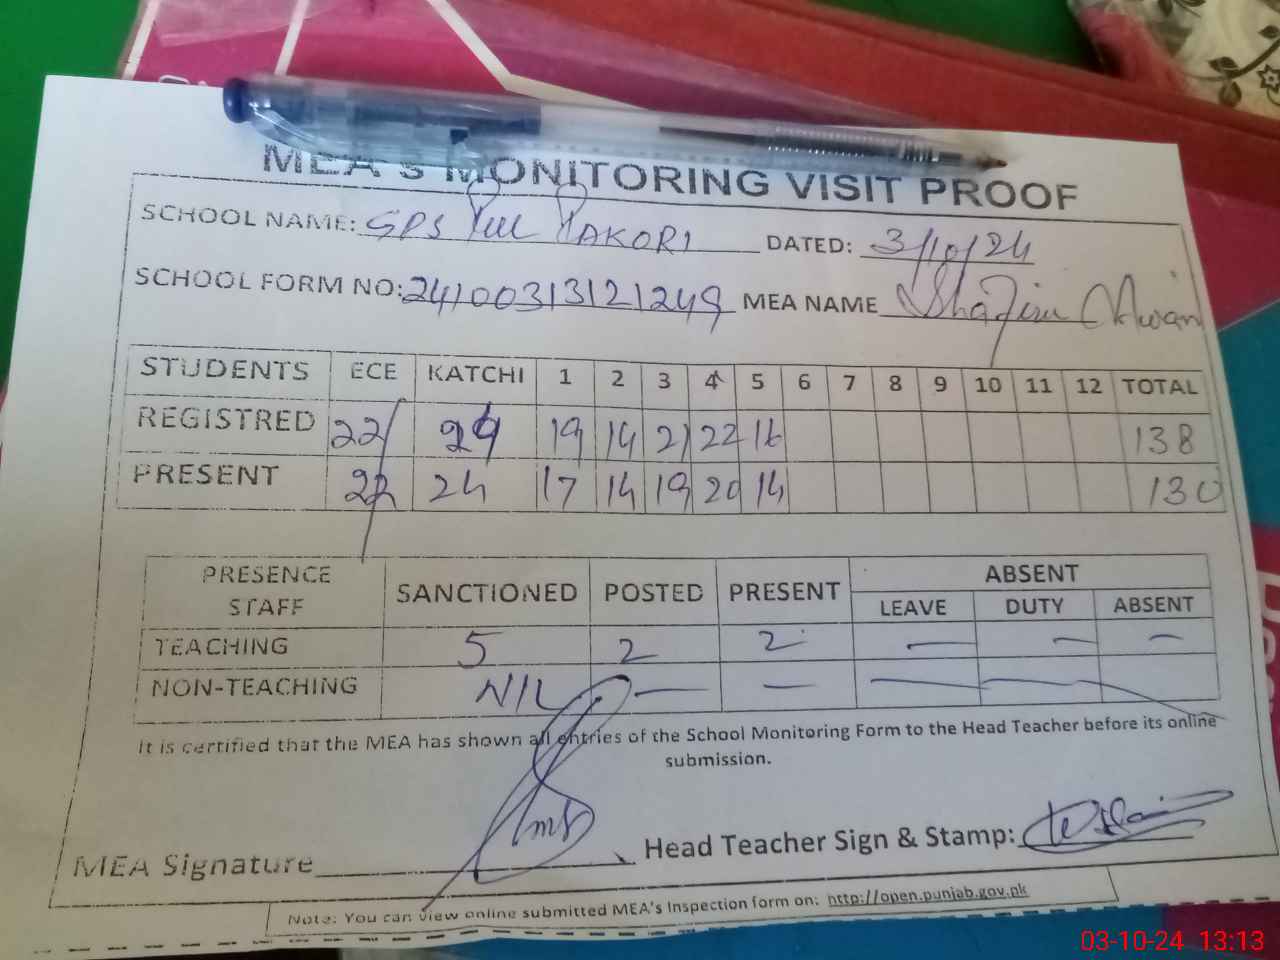 MEA'S MONITORING VISIT PROOF
SCHOOL NAME: GPS Pull PAKORI DATED: 3/10/24
SCHOOL FORM NO: 24100313121249 MEA NAME Awan
STUDENTS ECE KATCHI 1 2 3 4 5 6 7 8 9 10 11 12 TOTAL
REGISTRED 22 24 19 14 21 22 16 138
PRESENT 22 24 17 14 19 20 14 130
PRESENCE STAFF SANCTIONED POSTED PRESENT ABSENT
LEAVE DUTY ABSENT
TEACHING 5 2 2 — — —
NON-TEACHING NIL — — — — —
It is certified that the MEA has shown all entries of the School Monitoring Form to the Head Teacher before its online
submission.
MEA Signature Head Teacher Sign & Stamp:
Note: You can view online submitted MEA's Inspection form on: http://open.punjab.gov.pk
03-10-24 13:13